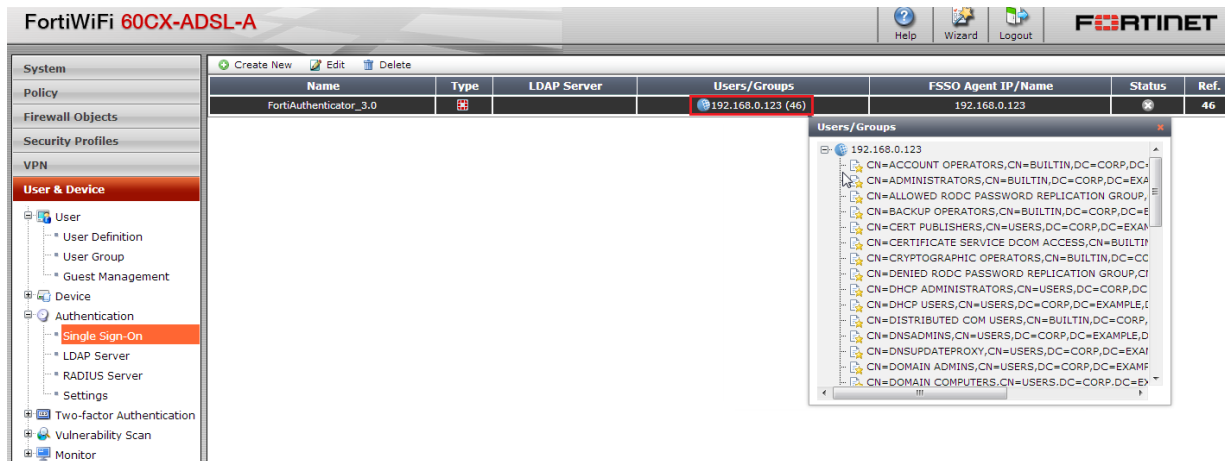 FortiWiFi 60CX-ADSL-A
Help
Wizard
Logout
FORTINET
System
Policy
Firewall Objects
Security Profiles
VPN
User & Device
User
User Definition
User Group
Guest Management
Device
Authentication
Single Sign-On
LDAP Server
RADIUS Server
Settings
Two-factor Authentication
Vulnerability Scan
Monitor
Create New Edit Delete
Name Type LDAP Server Users/Groups FSSO Agent IP/Name Status Ref.
FortiAuthenticator_3.0 192.168.0.123 (46) 192.168.0.123 46
Users/Groups
192.168.0.123
CN=ACCOUNT OPERATORS,CN=BUILTIN,DC=CORP,DC=
CN=ADMINISTRATORS,CN=BUILTIN,DC=CORP,DC=EXA
CN=ALLOWED RODC PASSWORD REPLICATION GROUP,
CN=BACKUP OPERATORS,CN=BUILTIN,DC=CORP,DC=E
CN=CERT PUBLISHERS,CN=USERS,DC=CORP,DC=EXAM
CN=CERTIFICATE SERVICE DCOM ACCESS,CN=BUILTIN
CN=CRYPTOGRAPHIC OPERATORS,CN=BUILTIN,DC=CO
CN=DENIED RODC PASSWORD REPLICATION GROUP,CN
CN=DHCP ADMINISTRATORS,CN=USERS,DC=CORP,DC
CN=DHCP USERS,CN=USERS,DC=CORP,DC=EXAMPLE,D
CN=DISTRIBUTED COM USERS,CN=BUILTIN,DC=CORP,
CN=DNSADMINS,CN=USERS,DC=CORP,DC=EXAMPLE,D
CN=DNSUPDATEPROXY,CN=USERS,DC=CORP,DC=EXAM
CN=DOMAIN ADMINS,CN=USERS,DC=CORP,DC=EXAMP
CN=DOMAIN COMPUTERS,CN=USERS,DC=CORP,DC=EX